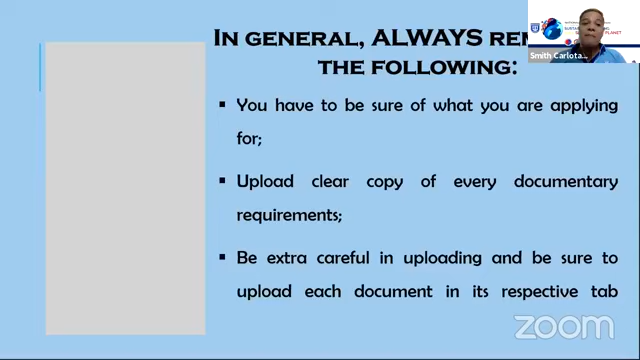 IN GENERAL, ALWAYS REM
THE FOLLOWING:
▪ You have to be sure of what you are applying
for;
▪ Upload clear copy of every documentary
requirements;
▪ Be extra careful in uploading and be sure to
upload each document in its respective tab
Smith Carlota...
PLANET
zoom